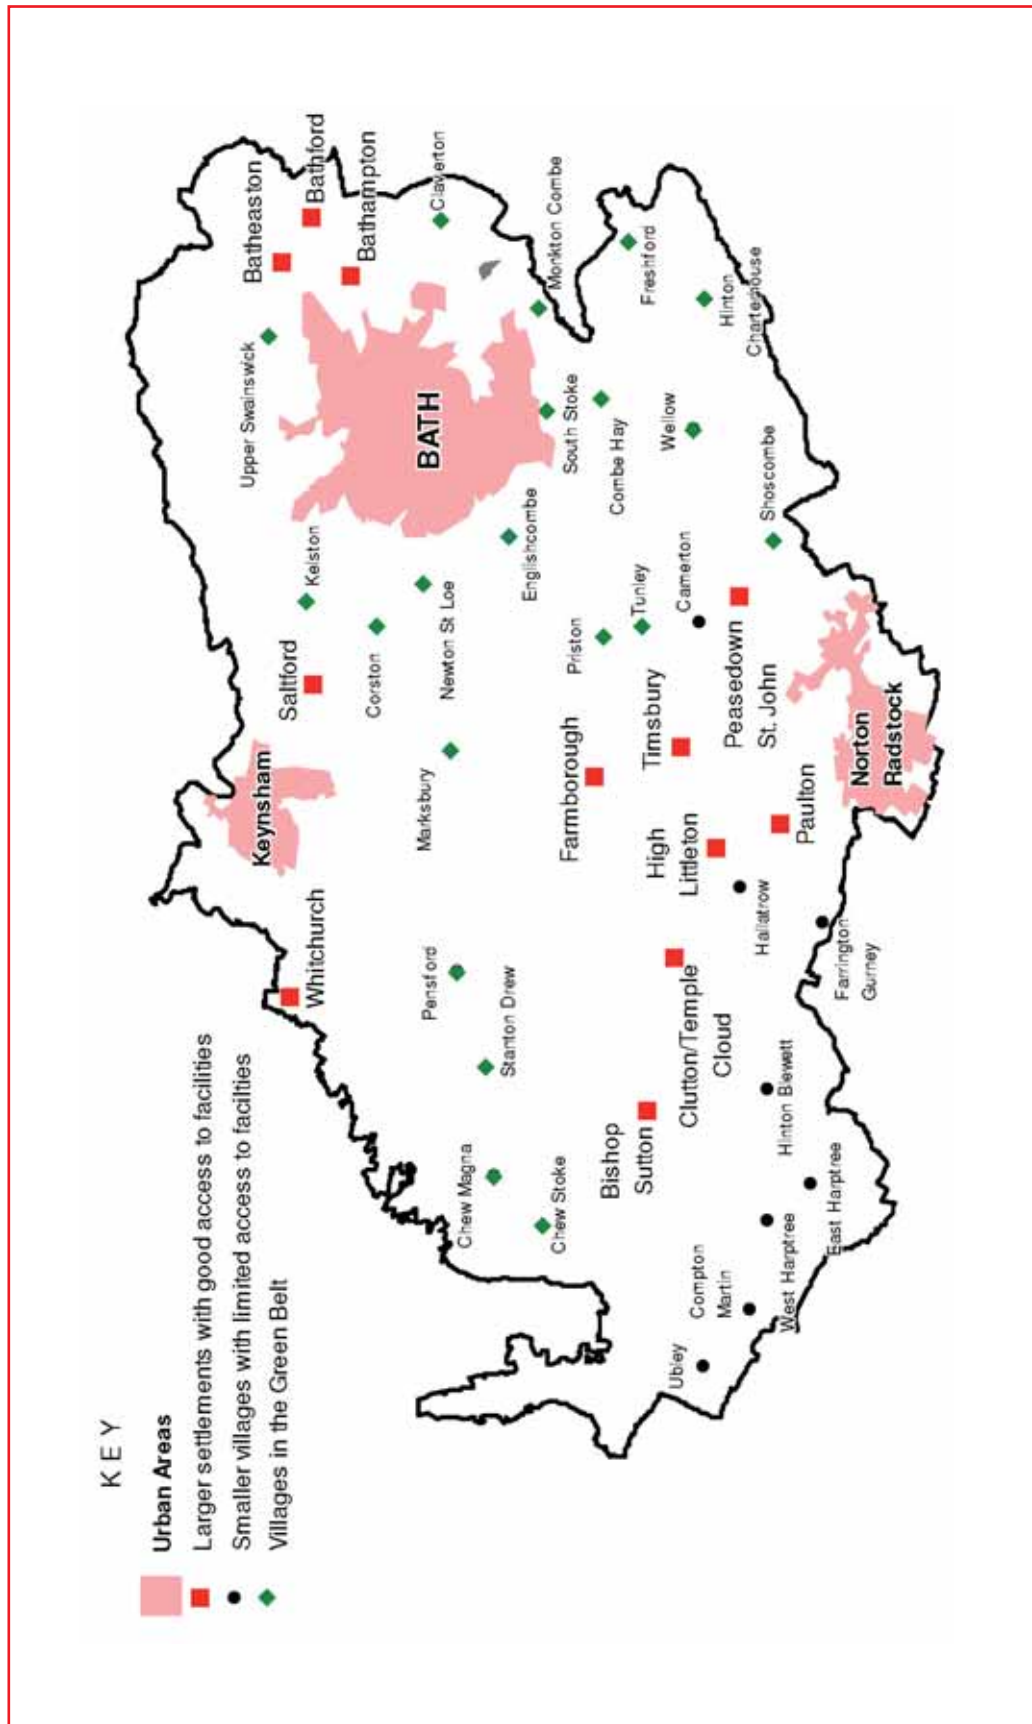 KEY
Urban Areas
Larger settlements with good access to facilities
Smaller villages with limited access to facilties
Villages in the Green Belt
Whitchurch
Keynsham
Saltford
Kelston
Upper Swainswick
Batheaston
Bathford
Bathampton
Claverton
BATH
Corston
Newton St Loe
Marksbury
Pensford
Stanton Drew
Chew Magna
Chew Stoke
Englishcombe
South Stoke
Monkton Combe
Combe Hay
Freshford
Hinton
Charterhouse
Wellow
Shoscombe
Priston
Tunley
Camerton
Farmborough
Timsbury
Peasedown
St. John
High
Littleton
Paulton
Norton
Radstock
Hallatrow
Farrington
Gurney
Clutton/Temple
Cloud
Bishop
Sutton
Hinton Blewett
East Harptree
West Harptree
Compton
Martin
Ubley